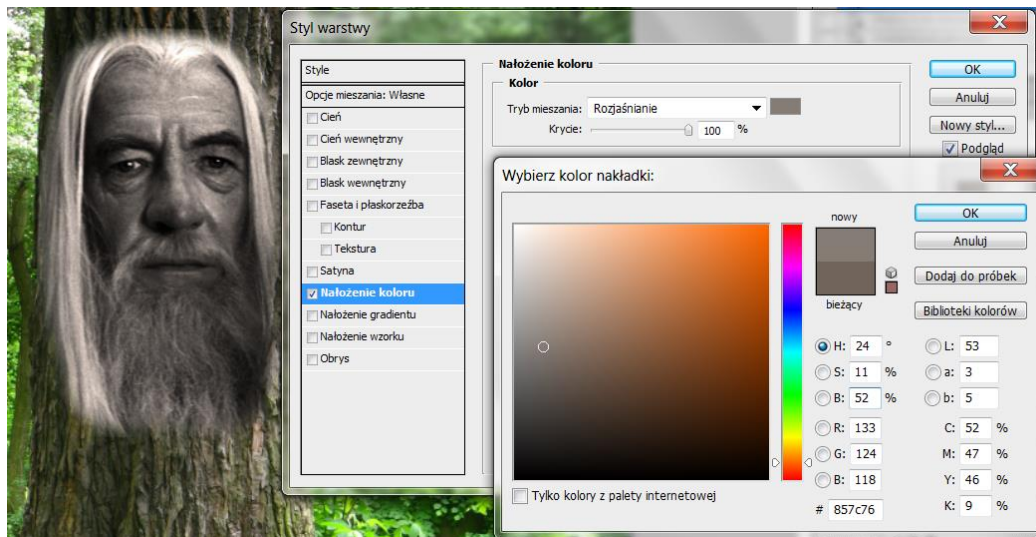 Styl warstwy
Style
Opcje mieszania: Własne
Cień
Cień wewnętrzny
Blask zewnętrzny
Blask wewnętrzny
Faseta i płaskorzeźba
Kontur
Tekstura
Satyna
Nałożenie koloru
Nałożenie gradientu
Nałożenie wzorku
Obrys
Nałożenie koloru
Kolor
Tryb mieszania: Rozjaśnianie
Krycie: 100 %
OK
Anuluj
Nowy styl...
Podgląd
Wybierz kolor nakładki:
nowy
bieżący
OK
Anuluj
Dodaj do próbek
Biblioteki kolorów
H: 24 °
S: 11 %
B: 52 %
R: 133
G: 124
B: 118
# 857c76
L: 53
a: 3
b: 5
C: 52 %
M: 47 %
Y: 46 %
K: 9 %
Tylko kolory z palety internetowej